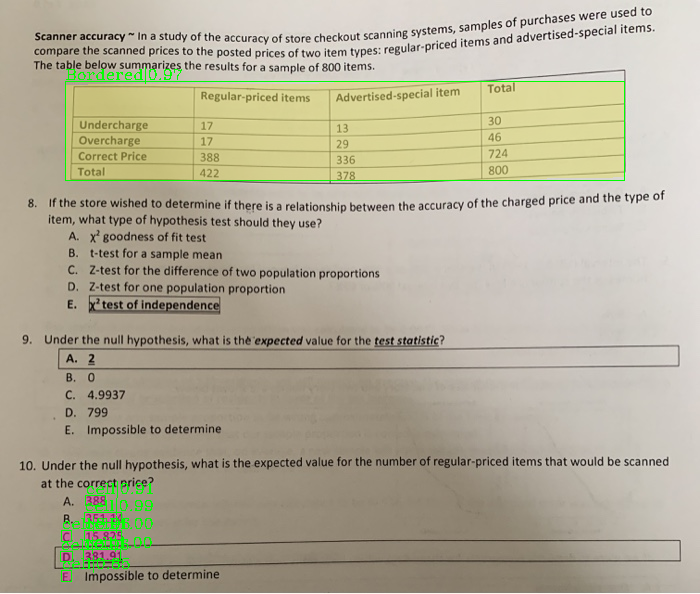 Scanner accuracy ~ In a study of the accuracy of store checkout scanning systems, samples of purchases were used to
compare the scanned prices to the posted prices of two item types: regular-priced items and advertised-special items.
The table below summarizes the results for a sample of 800 items.
Bordered 0.97
Regular-priced items Advertised-special item Total
Undercharge 17 13 30
Overcharge 17 29 46
Correct Price 388 336 724
Total 422 378 800
8. If the store wished to determine if there is a relationship between the accuracy of the charged price and the type of
item, what type of hypothesis test should they use?
A. χ² goodness of fit test
B. t-test for a sample mean
C. Z-test for the difference of two population proportions
D. Z-test for one population proportion
E. χ² test of independence
9. Under the null hypothesis, what is the expected value for the test statistic?
A. 2
B. 0
C. 4.9937
D. 799
E. Impossible to determine
10. Under the null hypothesis, what is the expected value for the number of regular-priced items that would be scanned
at the correct price?
A. 388
B.
C. 15.825
D. 381.91
E. Impossible to determine